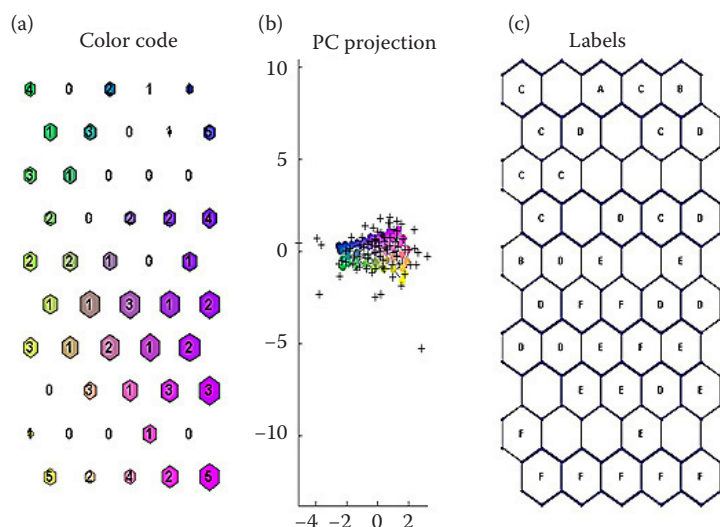 (a)
Color code
4 0 2 1
1 3 0 1 5
3 1 0 0 0
2 0 2 2 4
2 2 1 0 1
1 1 3 1 2
3 1 2 1 2
0 3 1 3 3
1 0 0 1 0
5 2 4 2 5
(b)
PC projection
10
5
0
−5
−10
−4 −2 0 2
(c)
Labels
C A C B
C D C D
C C
C D C D
B D E E
D F F D D
D D E F E
E E D E
F E
F F F F F